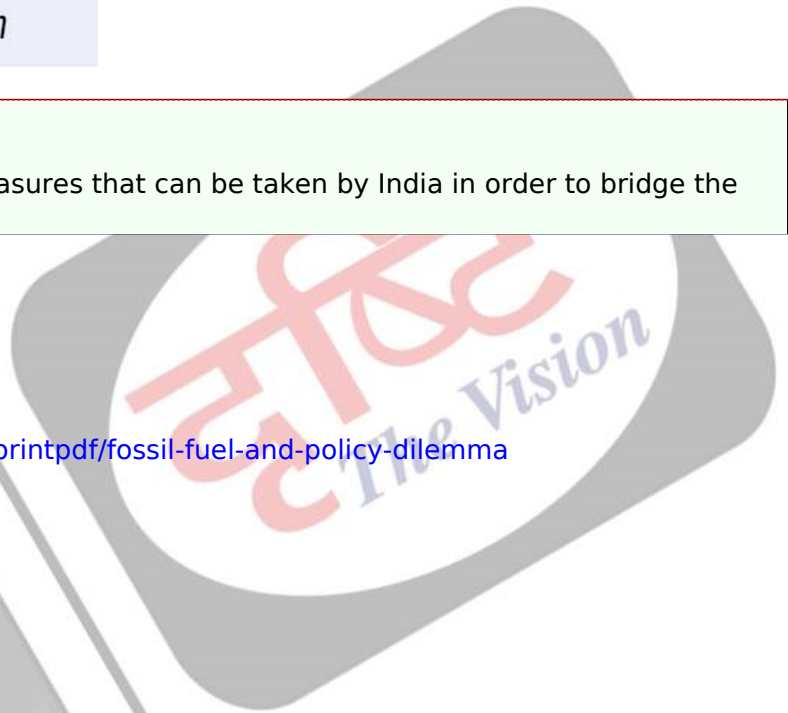 n
asures that can be taken by India in order to bridge the
दृष्टि
The Vision
printpdf/fossil-fuel-and-policy-dilemma